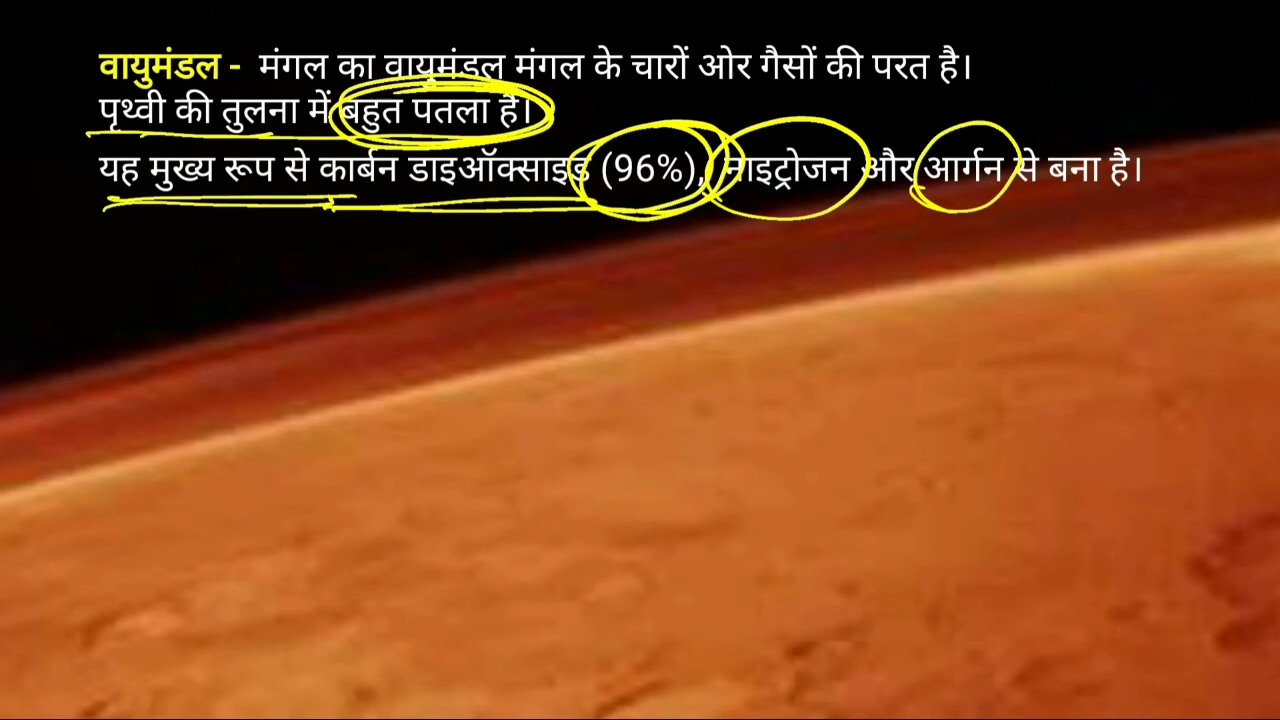 वायुमंडल - मंगल का वायुमंडल मंगल के चारों ओर गैसों की परत है।
पृथ्वी की तुलना में बहुत पतला है।
यह मुख्य रूप से कार्बन डाइऑक्साइड (96%), नाइट्रोजन और आर्गन से बना है।